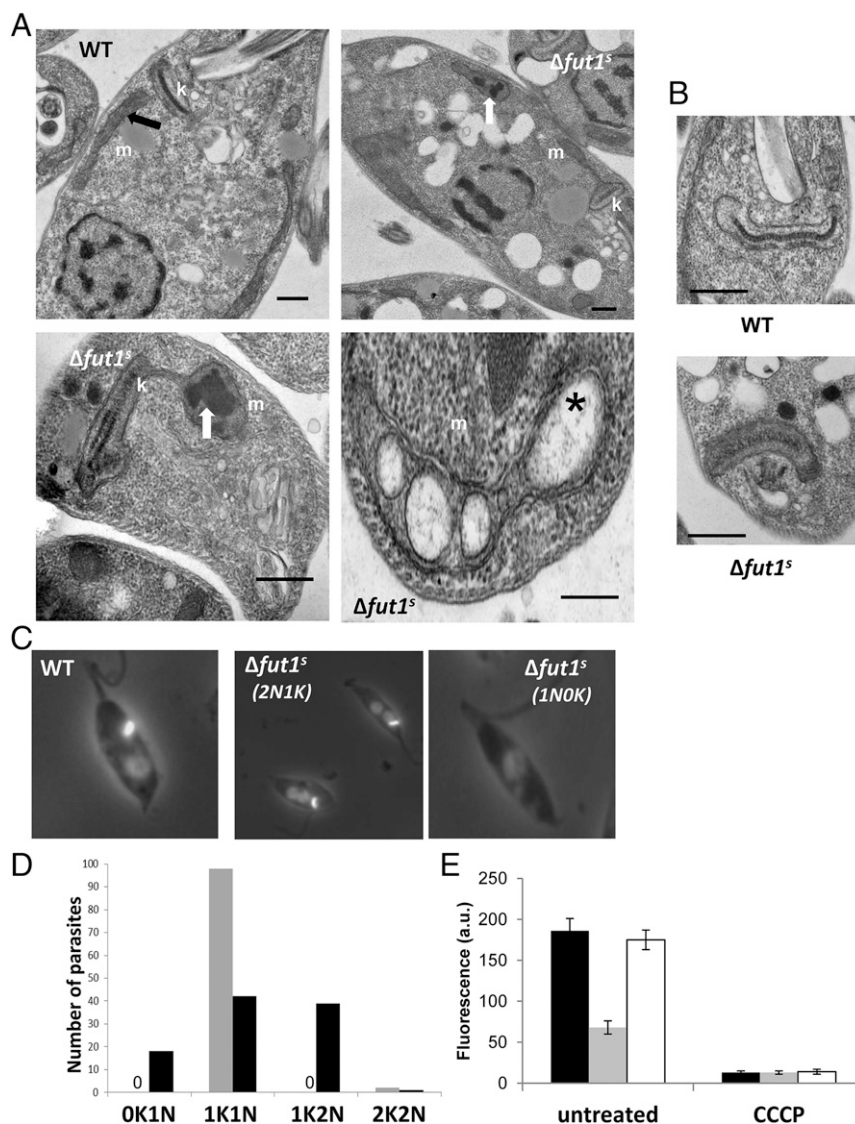 A
WT
k
m
Δfut1ˢ
m
k
Δfut1ˢ
k
m
m
*
Δfut1ˢ
B
WT
Δfut1ˢ
C
WT
Δfut1ˢ
(2N1K)
Δfut1ˢ
(1N0K)
D
Number of parasites
100
90
80
70
60
50
40
30
20
10
0
0
0
0K1N
1K1N
1K2N
2K2N
E
Fluorescence (a.u.)
250
200
150
100
50
0
untreated
CCCP